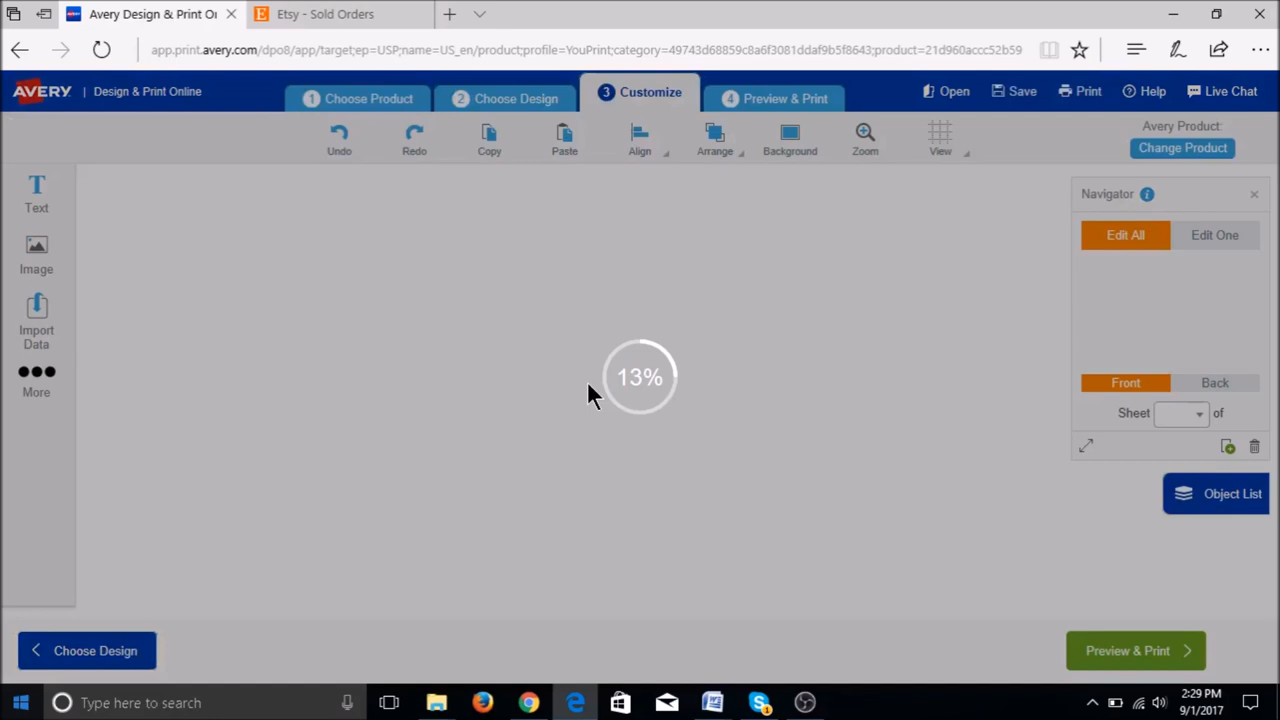 Avery Design & Print Or
Etsy - Sold Orders
app.print.avery.com/dpo8/app/target;ep=USP;name=US_en/product;profile=YouPrint;category=49743d68859c8a6f3081ddaf9b5f8643;product=21d960accc52b59
AVERY
Design & Print Online
1 Choose Product
2 Choose Design
3 Customize
4 Preview & Print
Open
Save
Print
Help
Live Chat
Undo
Redo
Copy
Paste
Align
Arrange
Background
Zoom
View
Avery Product:
Change Product
Text
Image
Import
Data
More
13%
Navigator
Edit All
Edit One
Front
Back
Sheet
of
Object List
Choose Design
Preview & Print
Type here to search
2:29 PM
9/1/2017